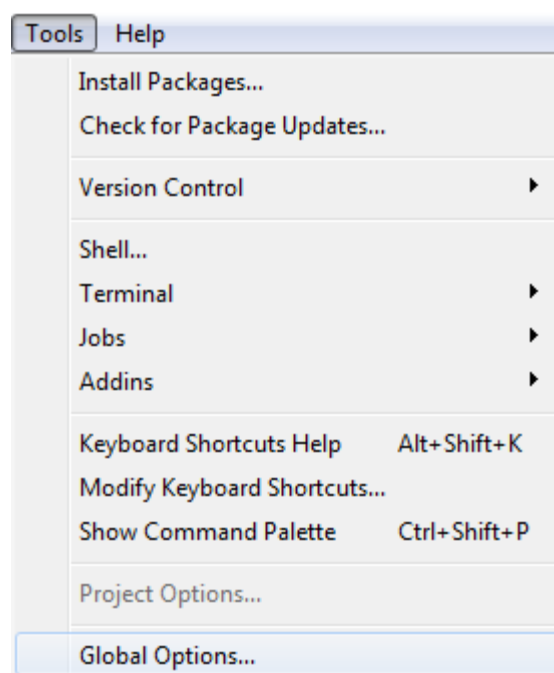 Tools Help
Install Packages...
Check for Package Updates...
Version Control
Shell...
Terminal
Jobs
Addins
Keyboard Shortcuts Help Alt+Shift+K
Modify Keyboard Shortcuts...
Show Command Palette Ctrl+Shift+P
Project Options...
Global Options...